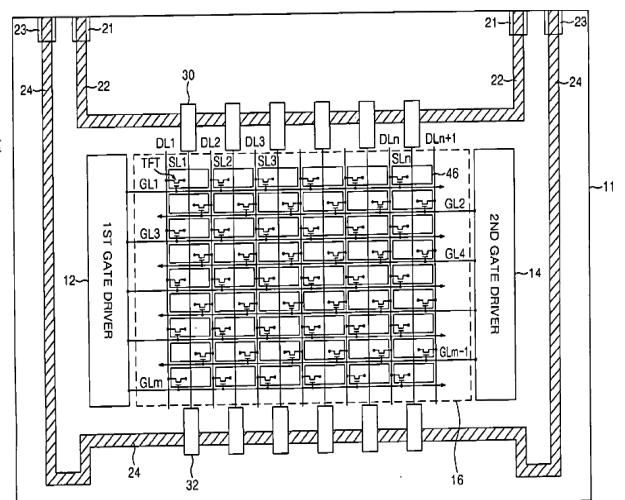 23 21 21 23
30
24 22 22 24
DL1 DL2 DL3 DLn DLn+1
TFT SL1 SL2 SL3 SLn
46
GL1
11
GL2
GL3
1ST GATE DRIVER
2ND GATE DRIVER
GL4
12 14
GLm-1
GLm
24
32
16